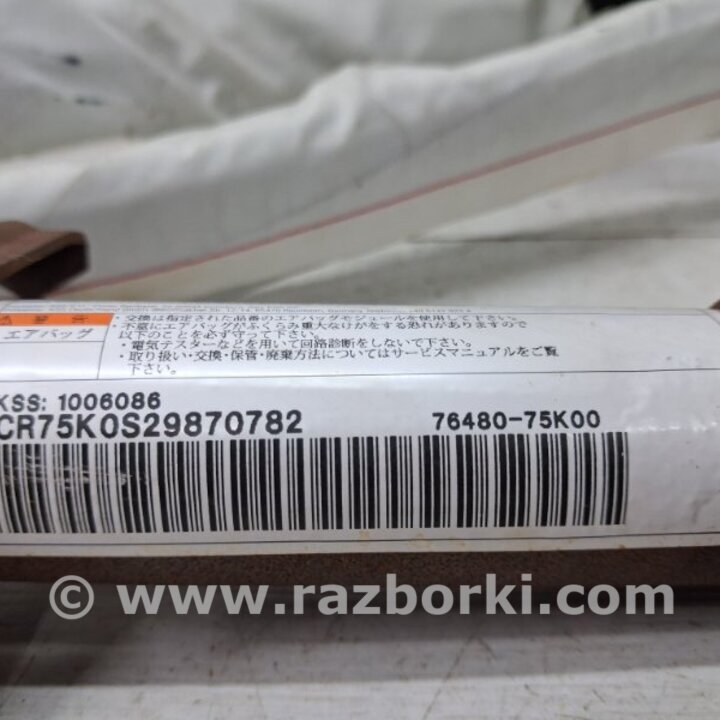 ・交換は指定された品番のエアバッグモジュールを使用して下さい。
・不意にエアバッグがふくらみ重大なけがをする恐れがありますので
以下のことを必ず守って下さい。
エアバッグ
・電気テスターなどを用いて回路診断をしないで下さい。
・取り扱い・交換・保管・廃棄方法についてはサービスマニュアルをご覧
下さい。
KSS: 1006086
CR75K0S29870782 76480-75K00
© www.razborki.com